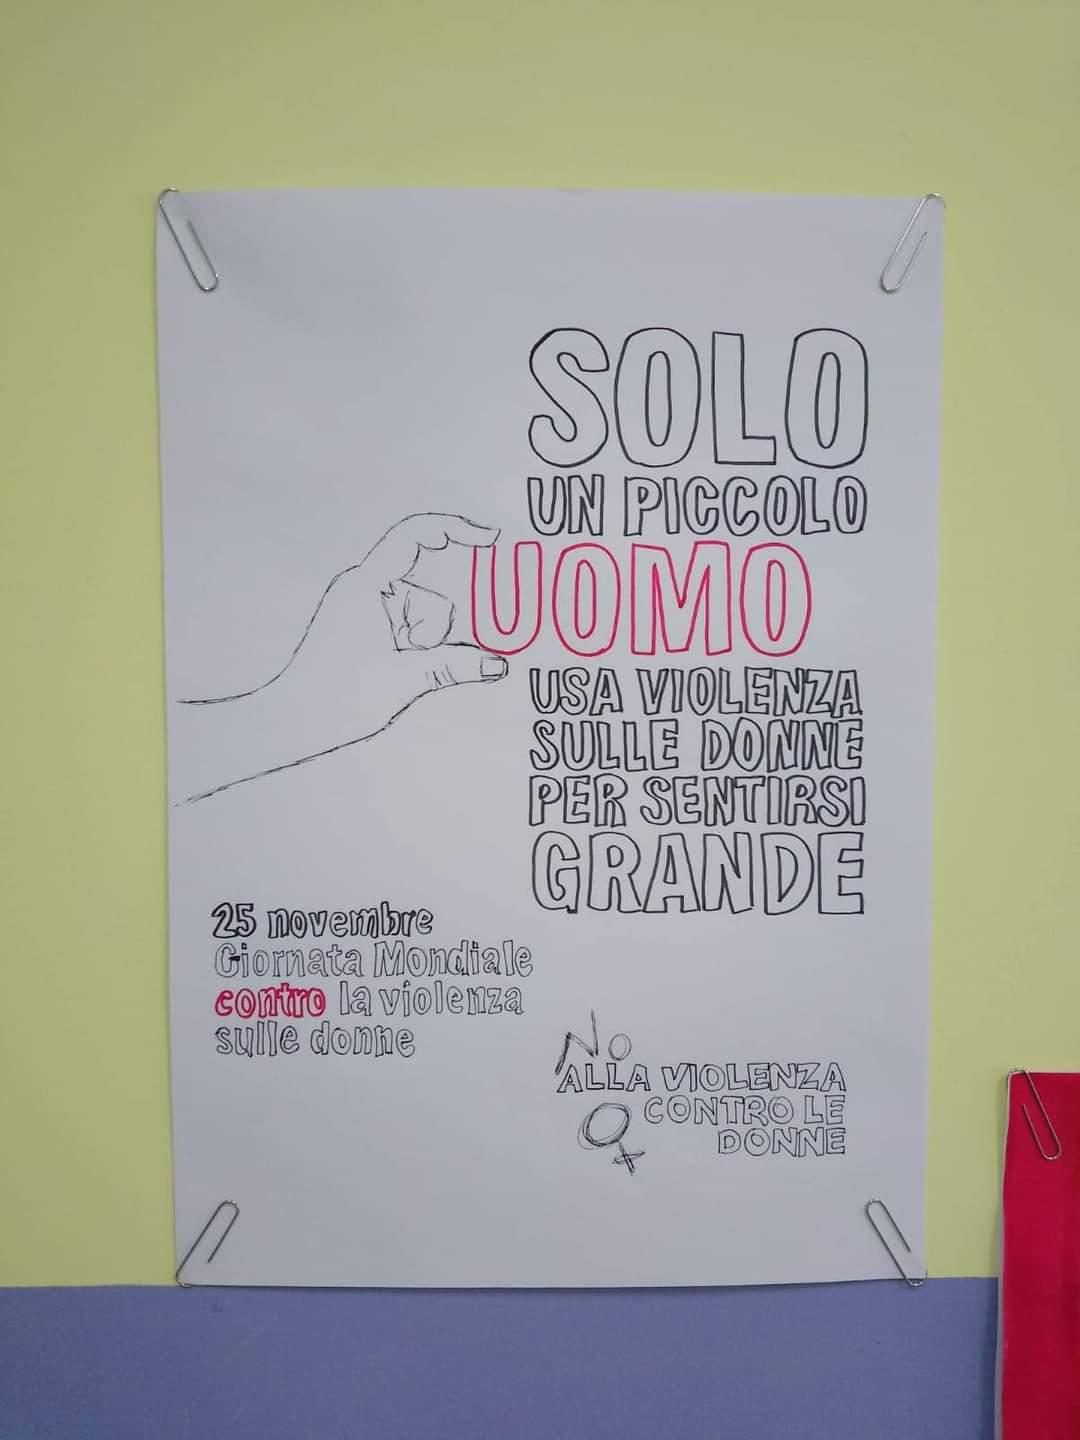 SOLO
UN PICCOLO
UOMO
USA VIOLENZA
SULLE DONNE
PER SENTIRSI
GRANDE
25 novembre
Giornata Mondiale
contro la violenza
sulle donne
No
ALLA VIOLENZA
CONTRO LE
DONNE